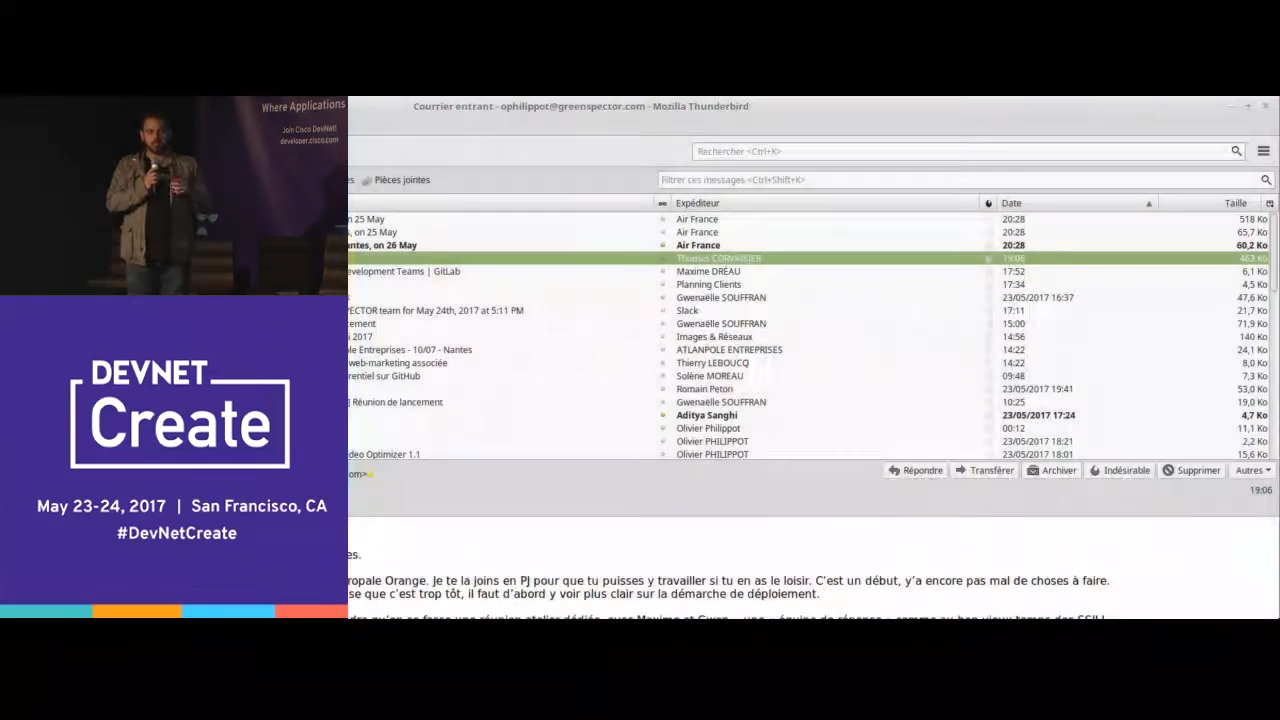 Where Applications
Join Cisco DevNet!
developer.cisco.com
DEVNET
Create
May 23-24, 2017 | San Francisco, CA
#DevNetCreate
Courrier entrant - ophilippot@greenspector.com - Mozilla Thunderbird
Rechercher <Ctrl+K>
es Pièces jointes
Filtrer ces messages <Ctrl+Shift+K>
Expéditeur Date Taille
n 25 May Air France 20:28 518 Ko
s, on 25 May Air France 20:28 65,7 Ko
antes, on 26 May Air France 20:28 60,2 Ko
Thomas CORVAISIER 19:06 463 Ko
evelopment Teams | GitLab Maxime DRÉAU 17:52 6,1 Ko
Planning Clients 17:34 4,5 Ko
Gwenaëlle SOUFFRAN 23/05/2017 16:37 47,6 Ko
ECTOR team for May 24th, 2017 at 5:11 PM Slack 17:11 21,7 Ko
cement Gwenaëlle SOUFFRAN 15:00 71,9 Ko
i 2017 Images & Réseaux 14:56 140 Ko
ole Entreprises - 10/07 - Nantes ATLANPOLE ENTREPRISES 14:22 24,1 Ko
web-marketing associée Thierry LEBOUCQ 14:22 8,0 Ko
rentiel sur GitHub Solène MOREAU 09:48 7,3 Ko
Romain Peton 23/05/2017 19:41 53,0 Ko
] Réunion de lancement Gwenaëlle SOUFFRAN 10:25 19,0 Ko
Aditya Sanghi 23/05/2017 17:24 4,7 Ko
Olivier Philippot 00:12 11,1 Ko
Olivier PHILIPPOT 23/05/2017 18:21 2,2 Ko
deo Optimizer 1.1 Olivier PHILIPPOT 23/05/2017 18:01 15,6 Ko
om> Répondre Transférer Archiver Indésirable Supprimer Autres
19:06
es.
ropale Orange. Je te la joins en PJ pour que tu puisses y travailler si tu en as le loisir. C'est un début, y'a encore pas mal de choses à faire.
se que c'est trop tôt, il faut d'abord y voir plus clair sur la démarche de déploiement.